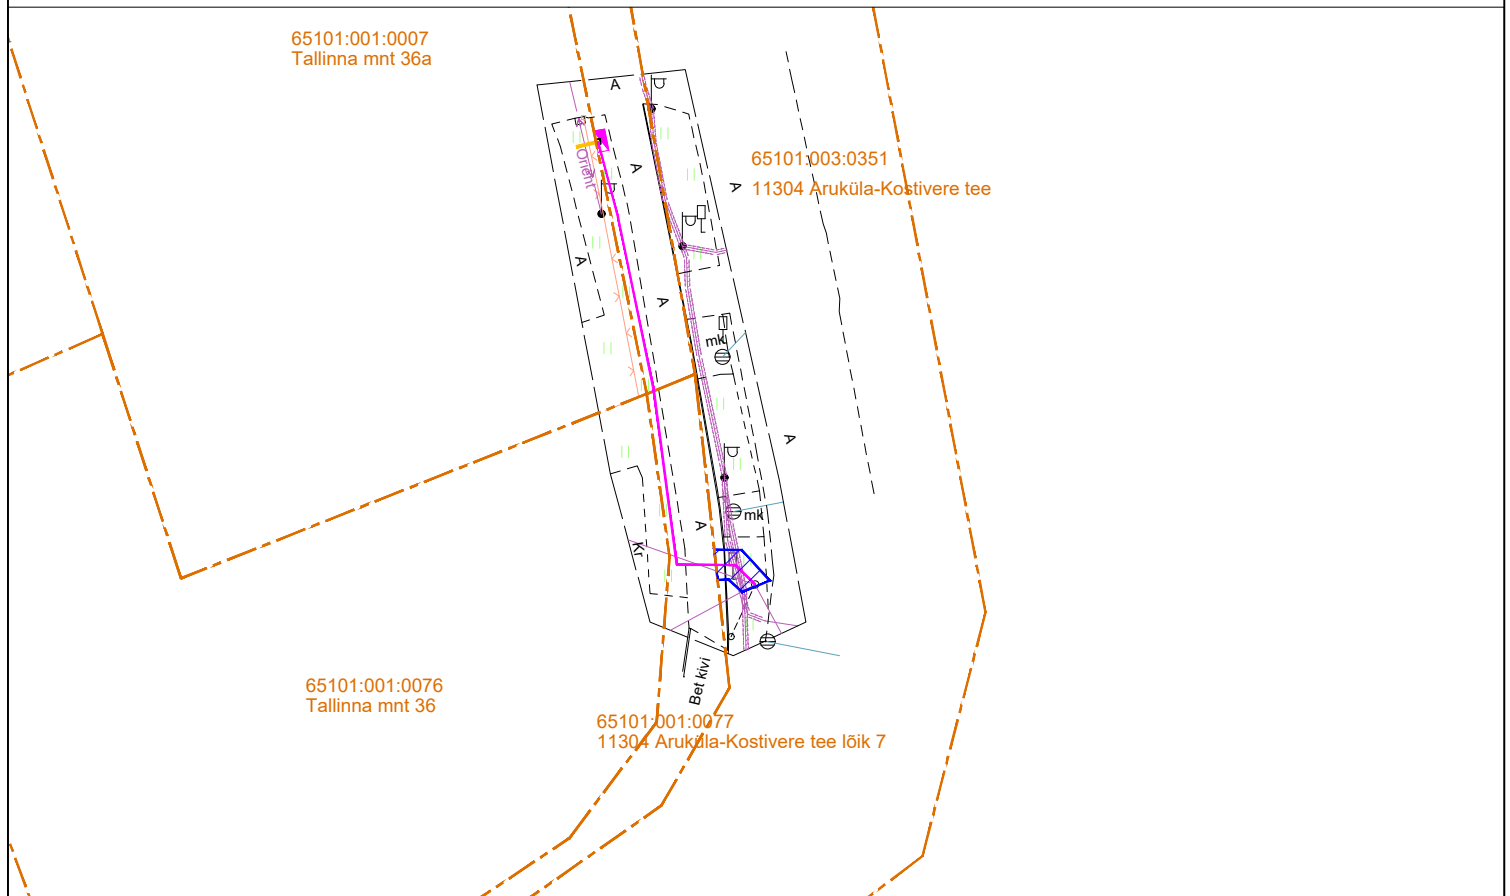 65101:001:0007
Tallinna mnt 36a
A
A
65101:003:0351
A
11304 Aruküla-Kostivere tee
Orient
A
A
mk
A
mk
A
Kr
Bet kivi
65101:001:0076
Tallinna mnt 36
65101:001:0077
11304 Aruküla-Kostivere tee lõik 7